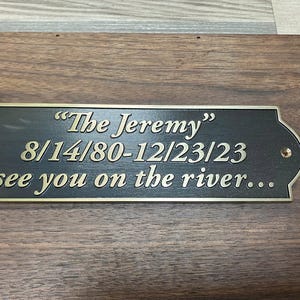 “The Jeremy”
8/14/80-12/23/23
see you on the river...